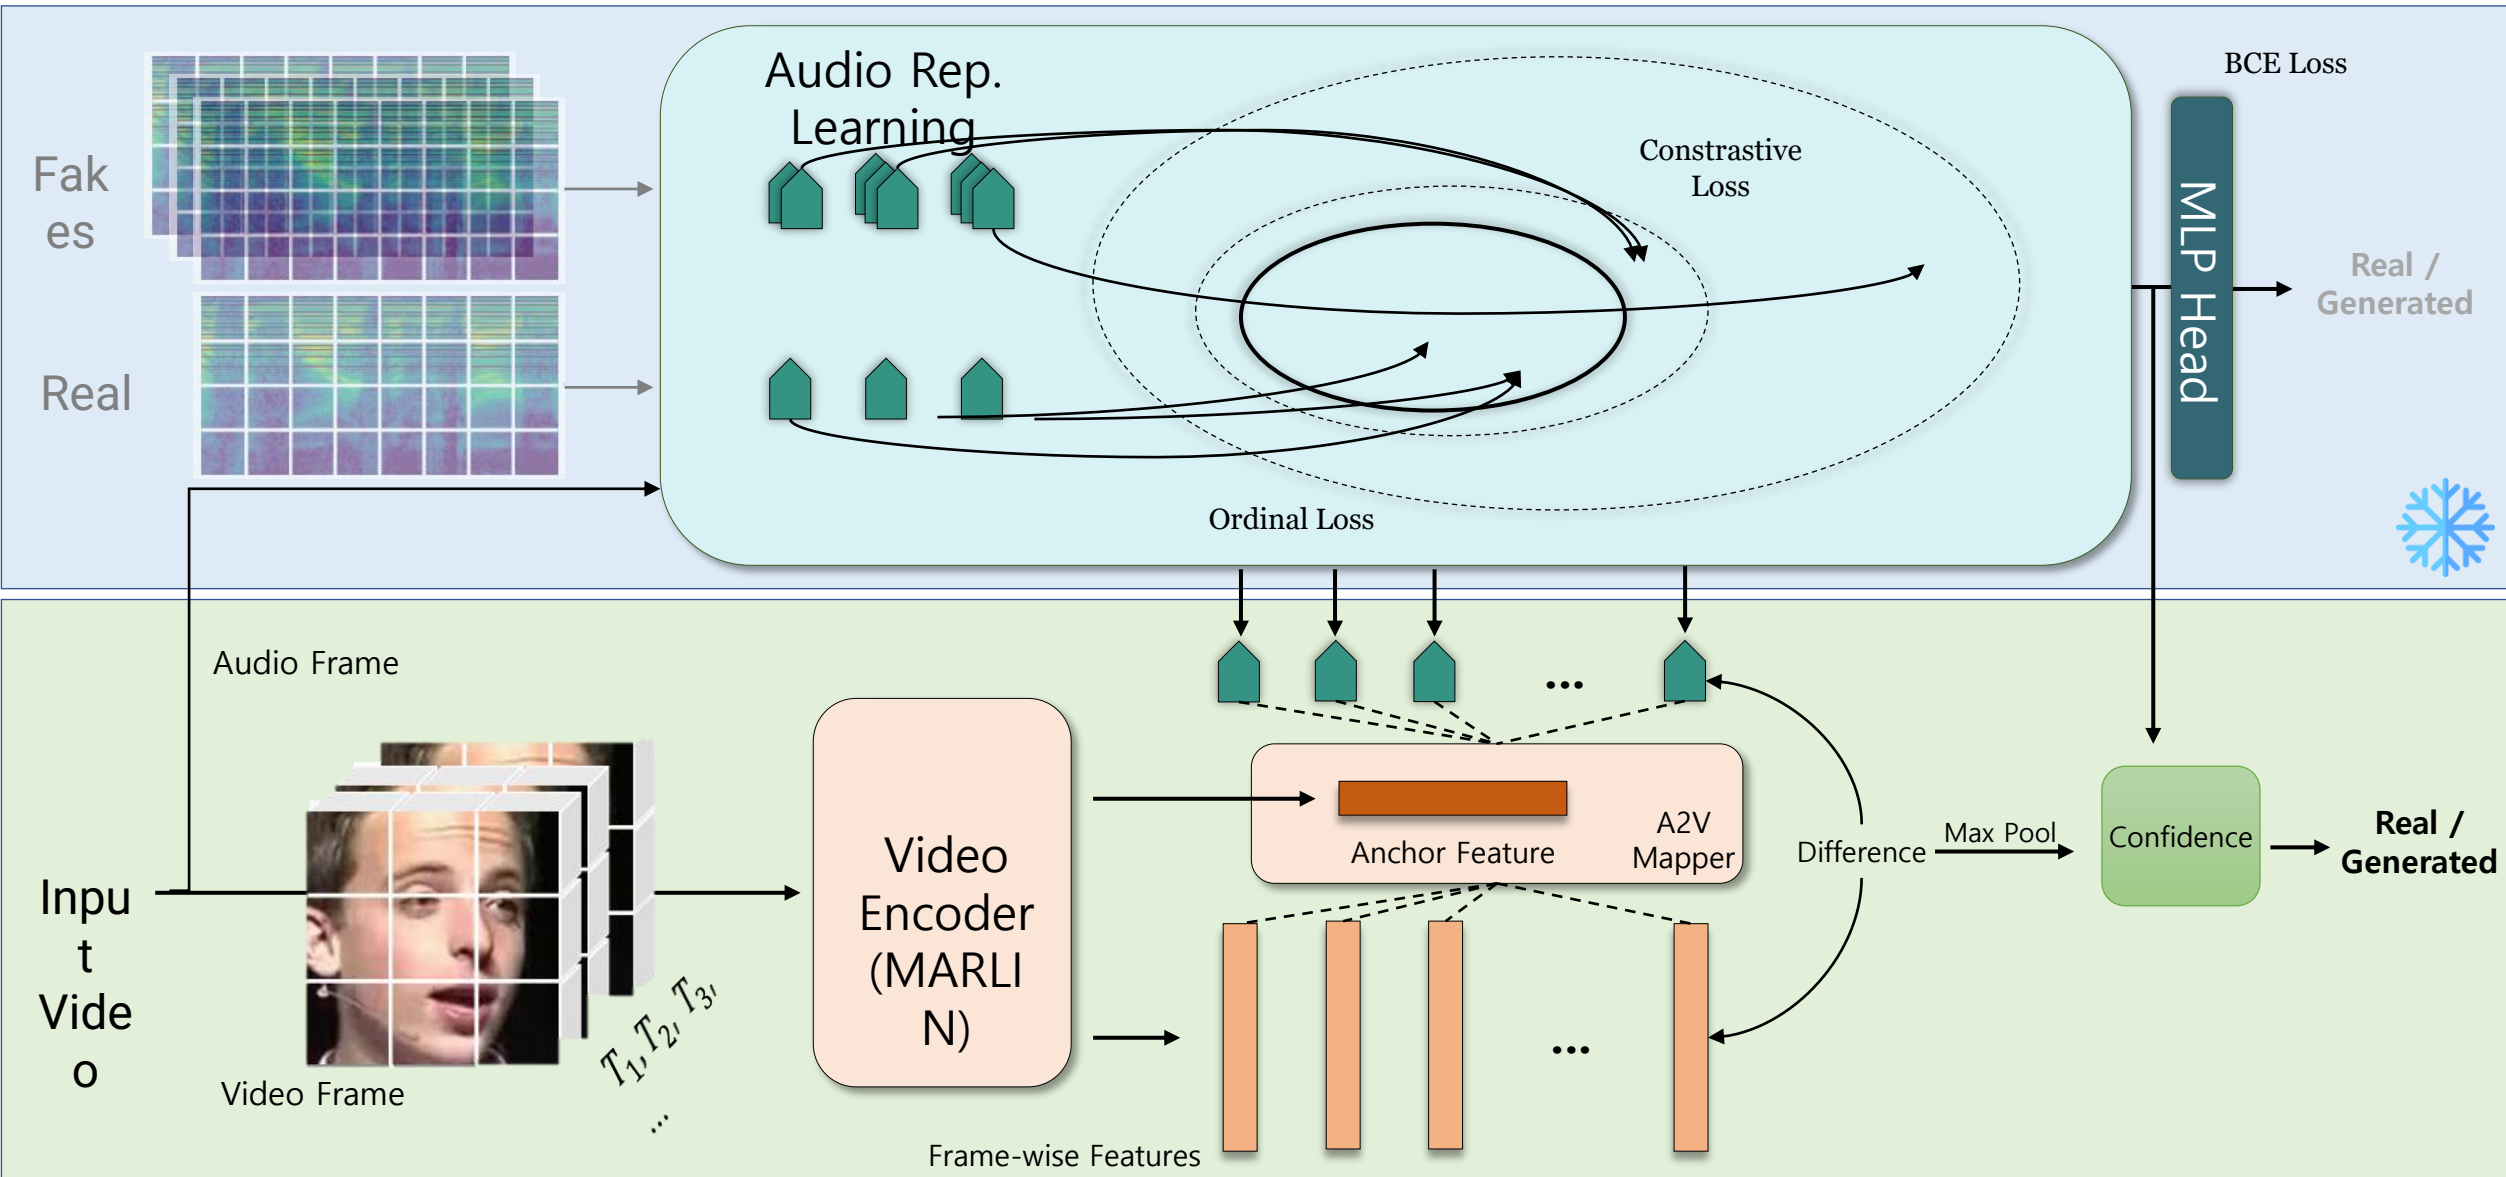 Audio Rep.
Learning
BCE Loss
Constrastive
Loss
Fak
es
MLP Head
Real /
Generated
Real
Ordinal Loss
Audio Frame
A2V
Mapper
Anchor Feature
Video
Encoder
(MARLI
N)
Difference
Max Pool
Confidence
Real /
Generated
Inpu
t
Vide
o
T1, T2, T3,
...
Video Frame
...
...
Frame-wise Features